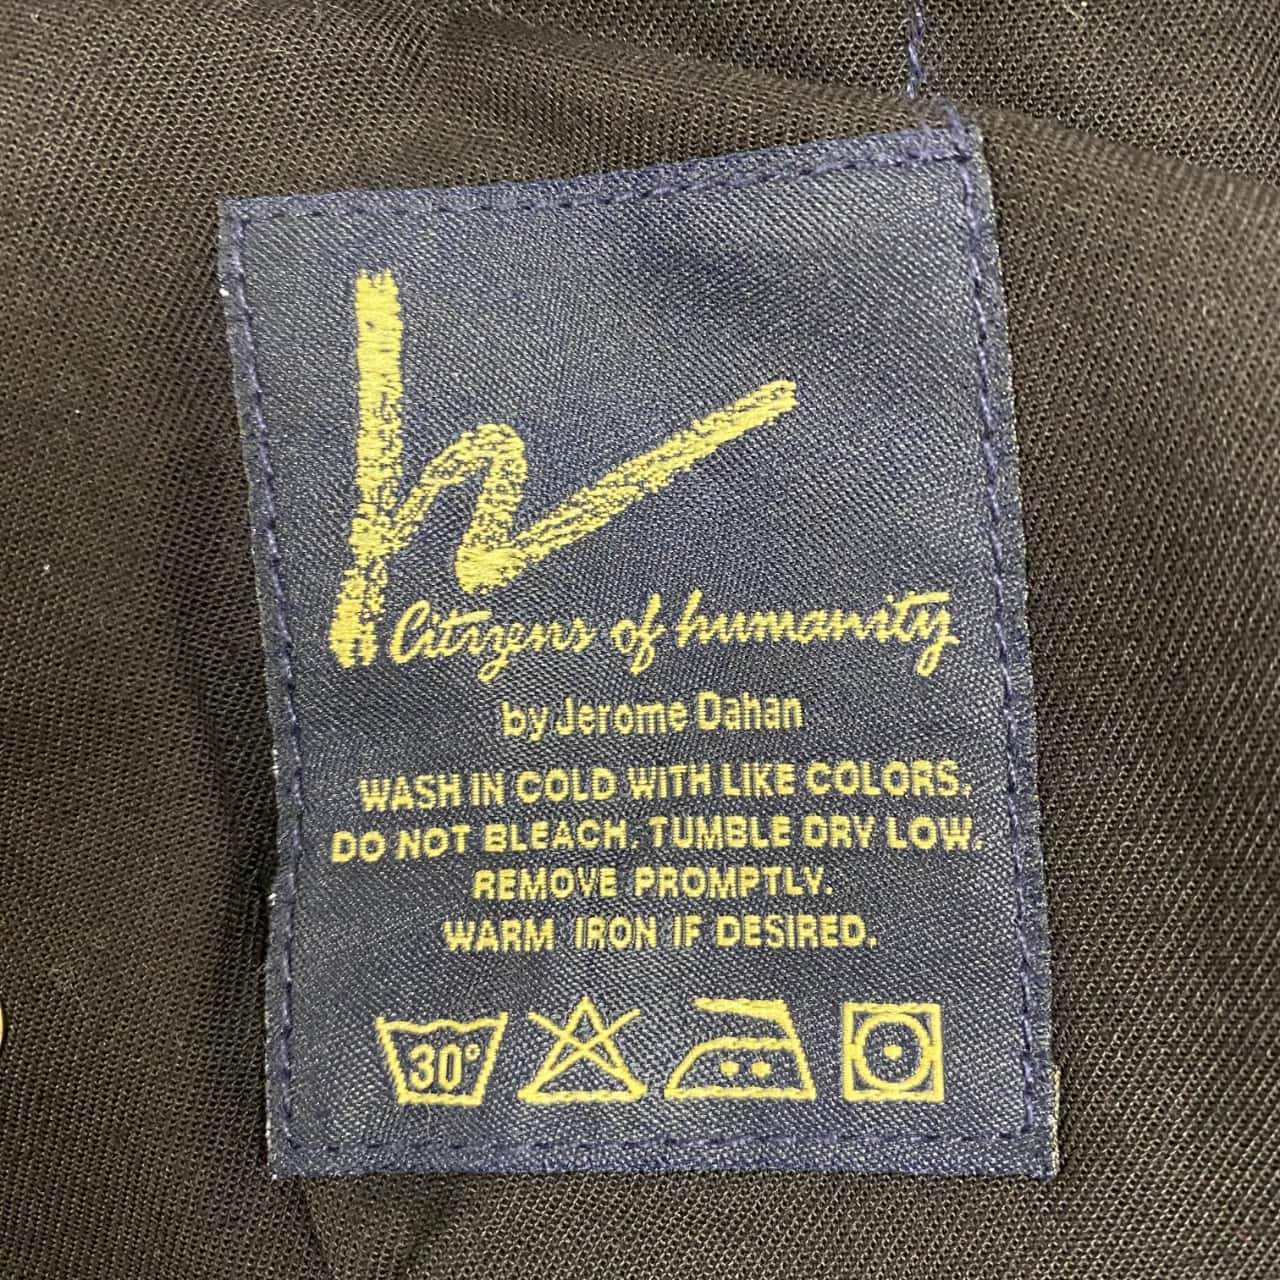 h
Citizens of humanity
by Jerome Dahan
WASH IN COLD WITH LIKE COLORS.
DO NOT BLEACH. TUMBLE DRY LOW.
REMOVE PROMPTLY.
WARM IRON IF DESIRED.
30°